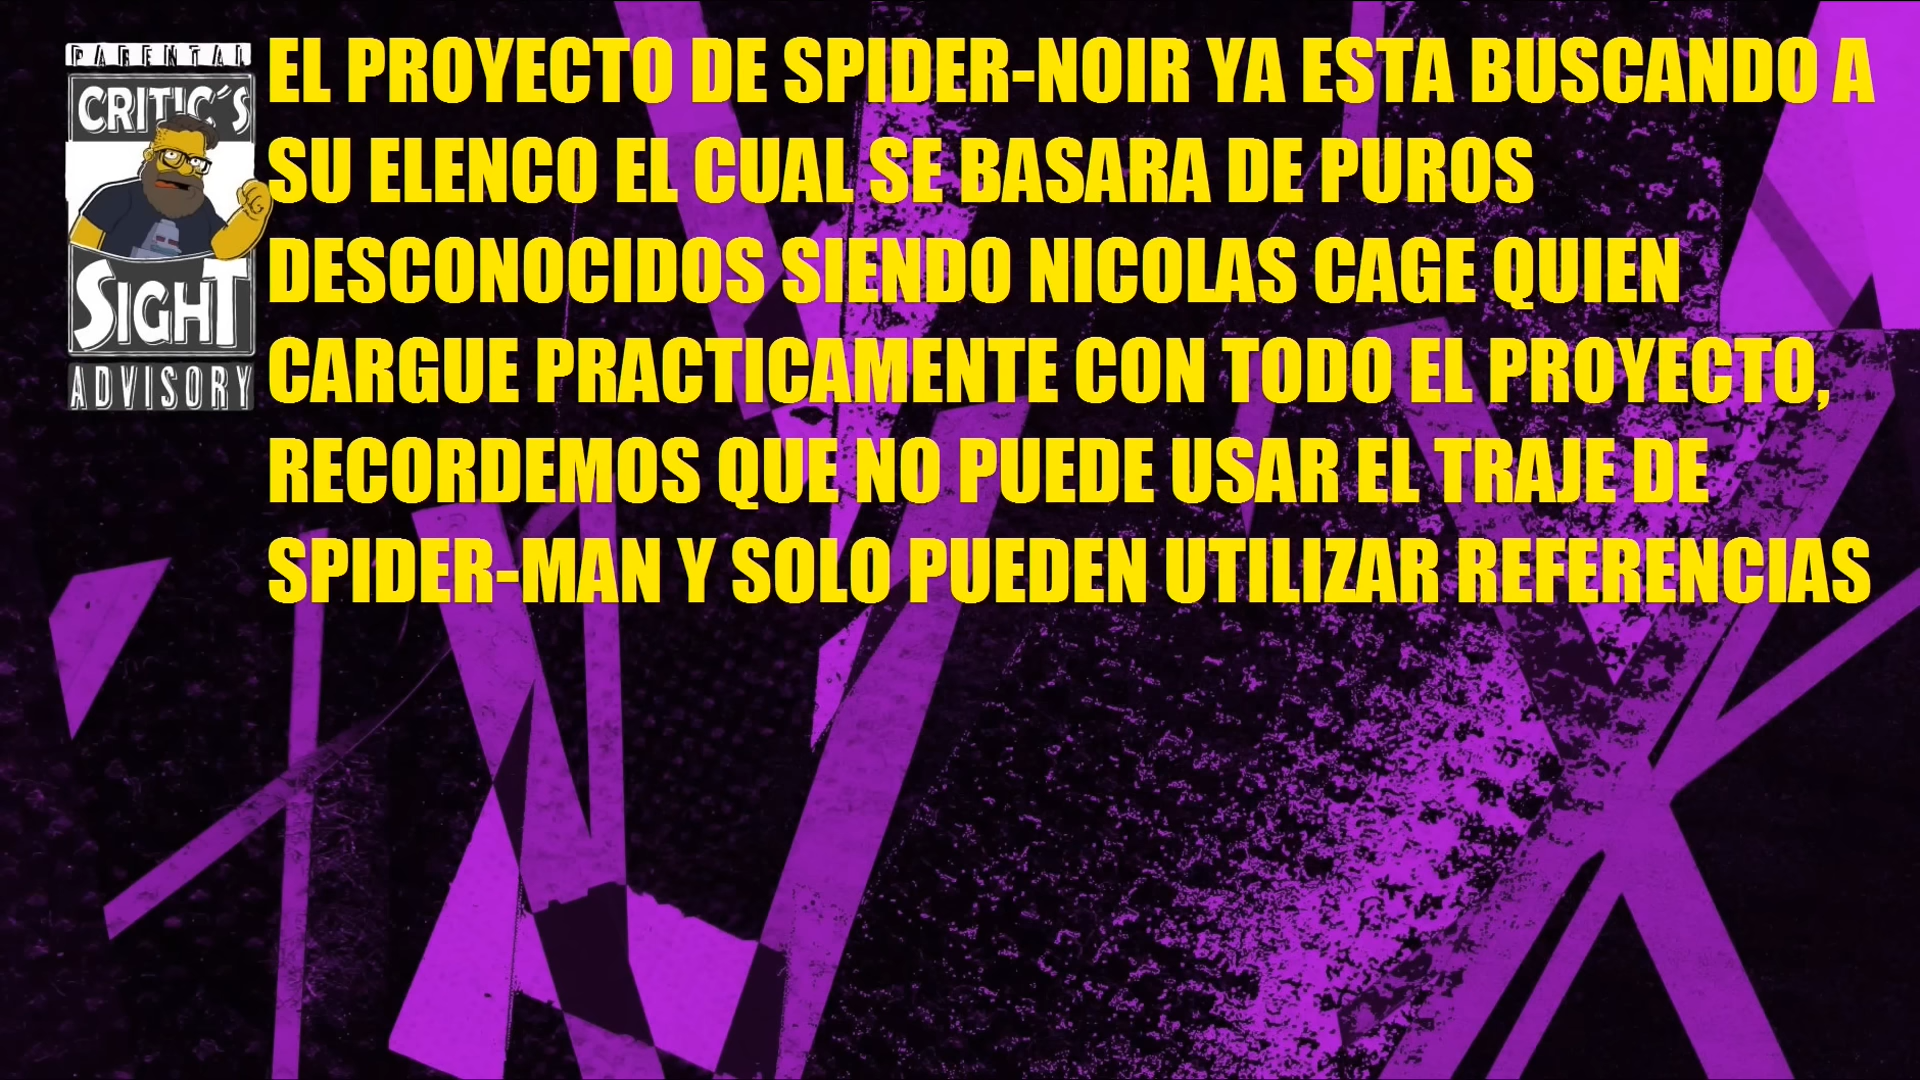 PARENTAL
CRITIC´S
SIGHT
ADVISORY
EL PROYECTO DE SPIDER-NOIR YA ESTA BUSCANDO A
SU ELENCO EL CUAL SE BASARA DE PUROS
DESCONOCIDOS SIENDO NICOLAS CAGE QUIEN
CARGUE PRACTICAMENTE CON TODO EL PROYECTO,
RECORDEMOS QUE NO PUEDE USAR EL TRAJE DE
SPIDER-MAN Y SOLO PUEDEN UTILIZAR REFERENCIAS